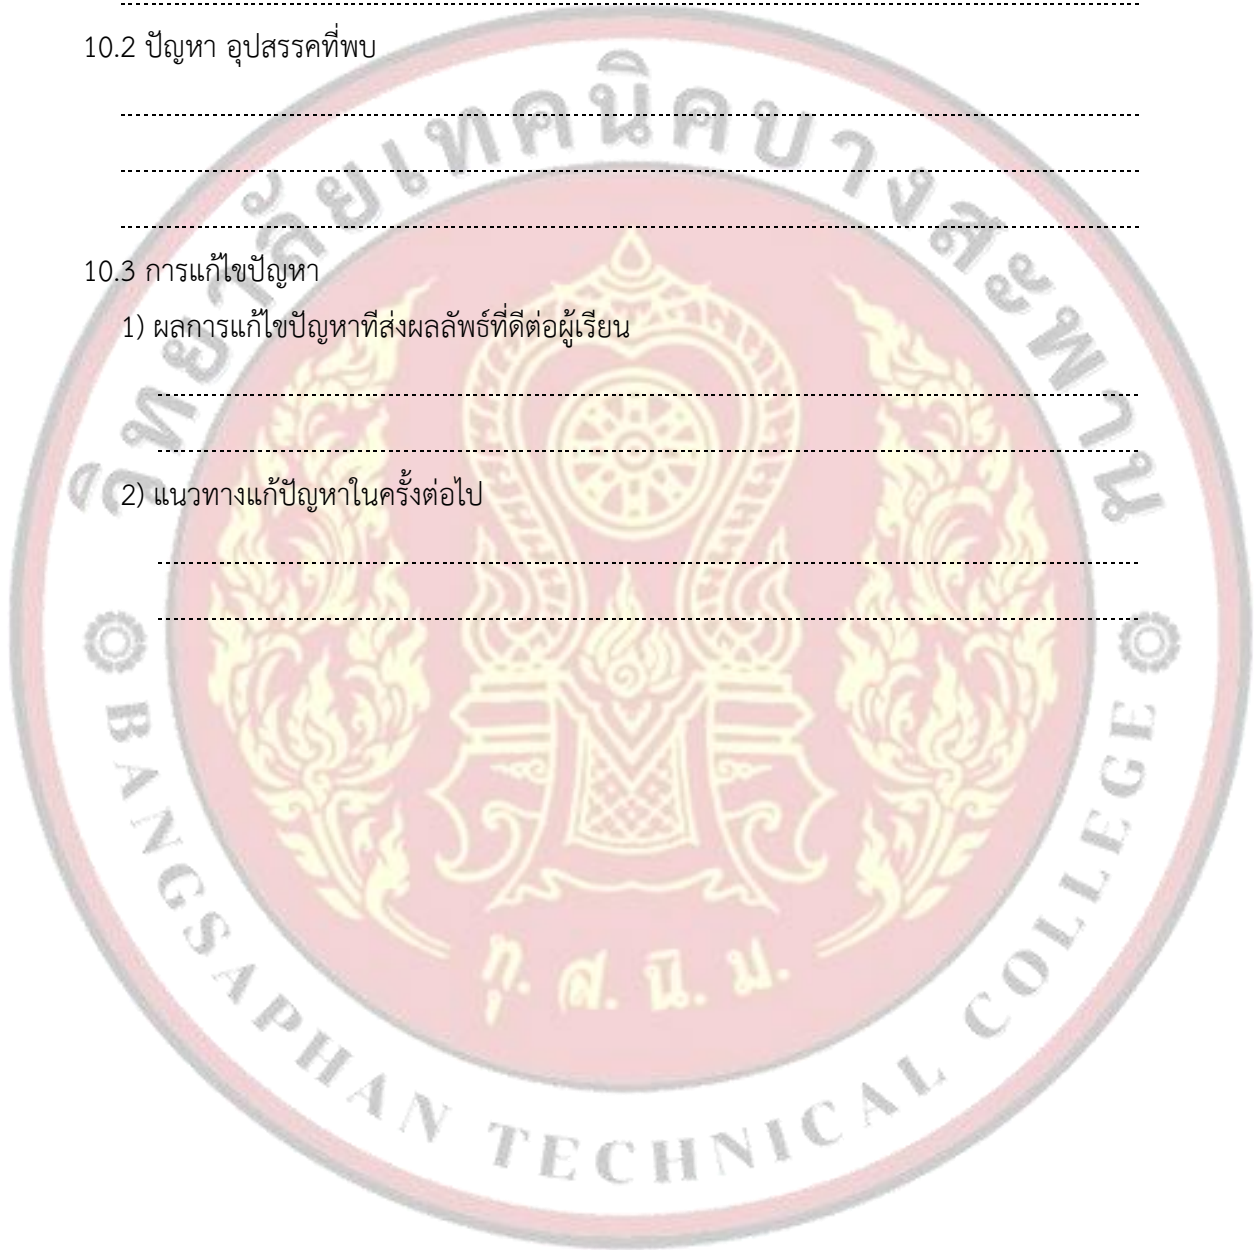 10.2 ปัญหา อุปสรรคที่พบ
10.3 การแก้ไขปัญหา
1) ผลการแก้ไขปัญหาที่ส่งผลลัพธ์ที่ดีต่อผู้เรียน
2) แนวทางแก้ปัญหาในครั้งต่อไป
วิทยาลัยเทคนิคบางสะพาน
ทุ. ส. นิ. ม.
BANGSAPHAN TECHNICAL COLLEGE